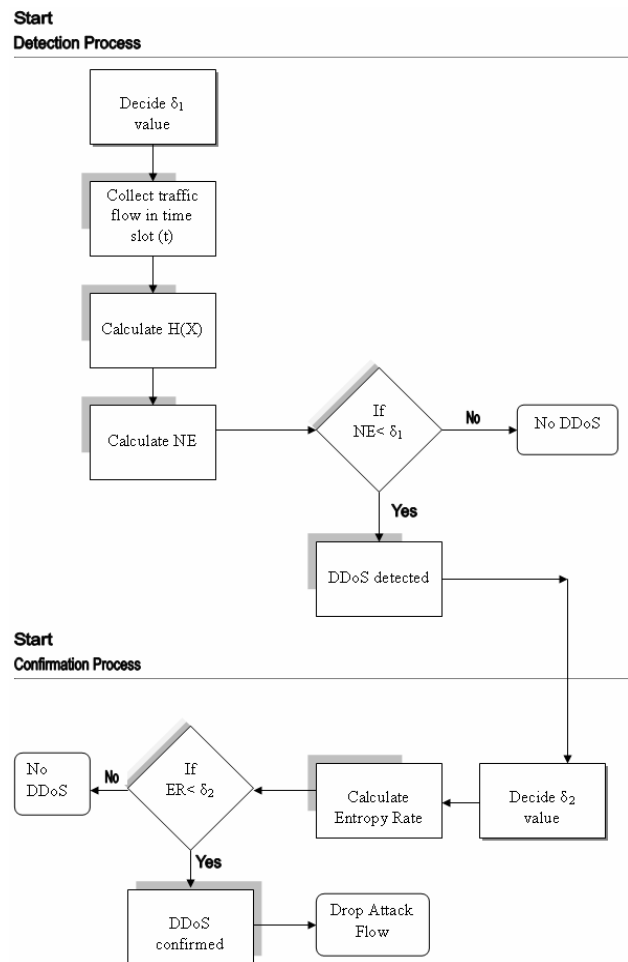 Start
Detection Process
Decide δ₁
value
Collect traffic
flow in time
slot (t)
Calculate H(X)
Calculate NE
If
NE< δ₁
No
No DDoS
Yes
DDoS detected
Start
Confirmation Process
Decide δ₂
value
Calculate
Entropy Rate
If
ER< δ₂
No
No
DDoS
Yes
DDoS
confirmed
Drop Attack
Flow